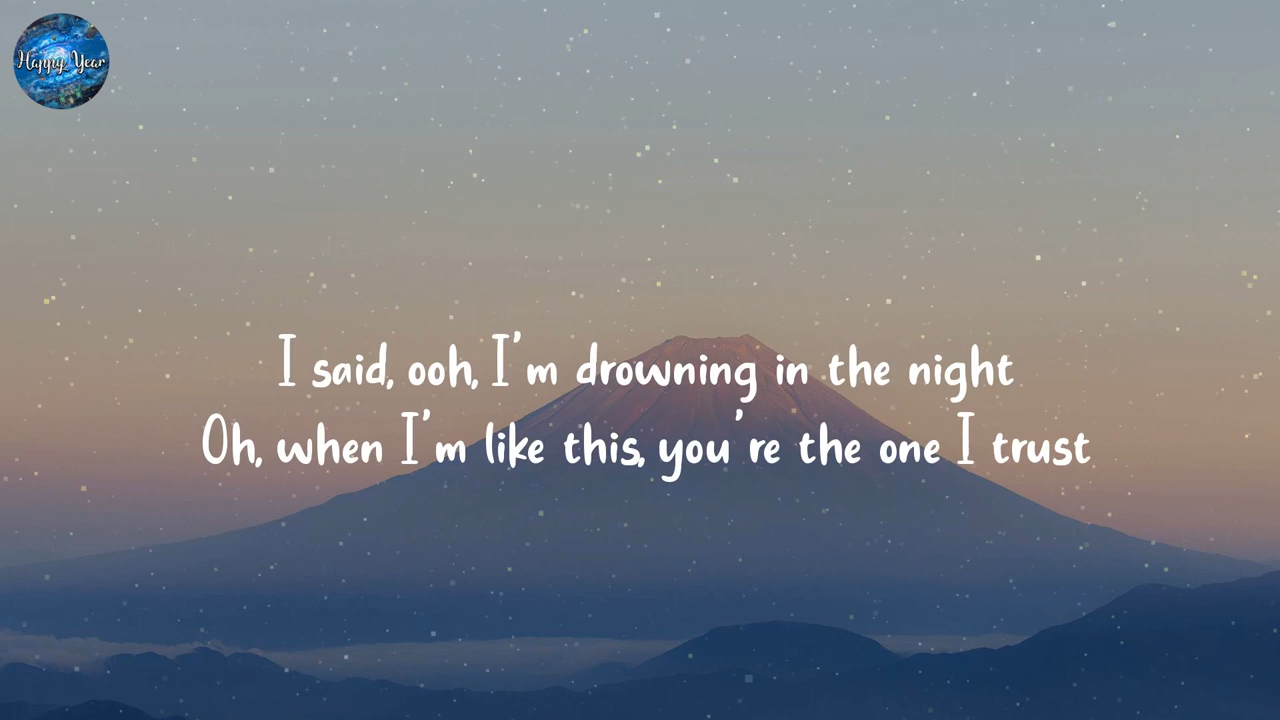 Happy Year
I said, ooh, I'm drowning in the night
Oh, when I'm like this, you're the one I trust